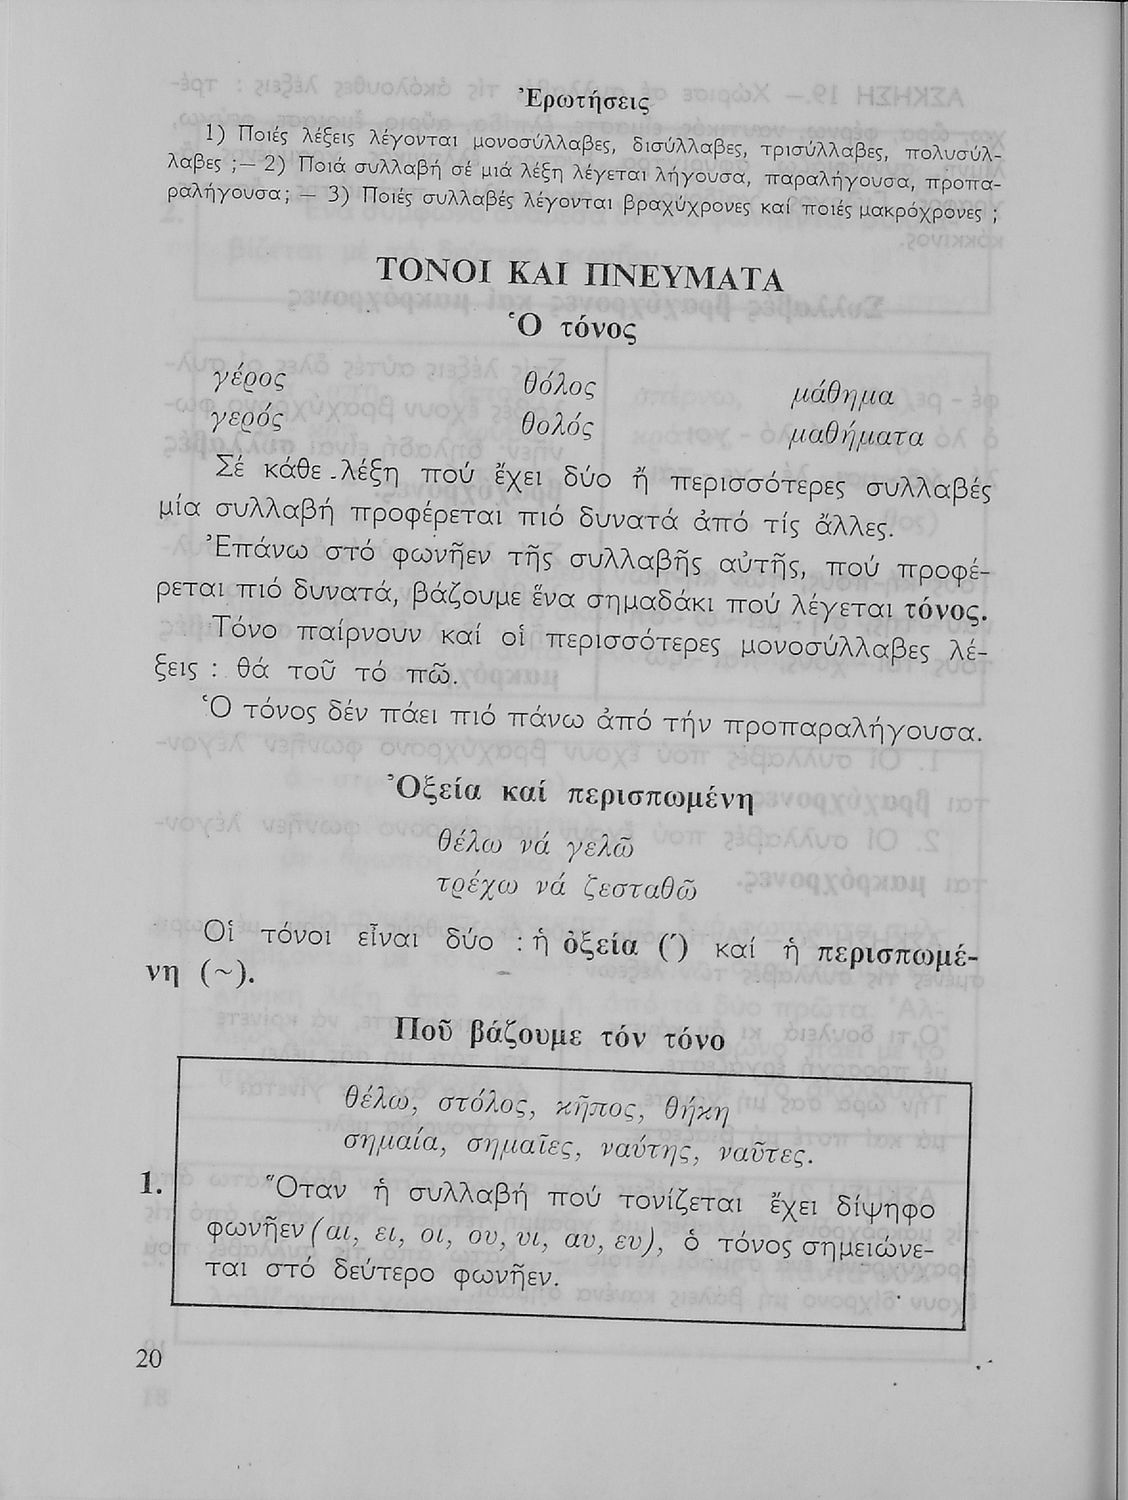 Ἐρωτήσεις
1) Ποιές λέξεις λέγονται μονοσύλλαβες, δισύλλαβες, τρισύλλαβες, πολυσύλ-
λαβες ;— 2) Ποιά συλλαβή σέ μιά λέξη λέγεται λήγουσα, παραλήγουσα, προπα-
ραλήγουσα; — 3) Ποιές συλλαβές λέγονται βραχύχρονες καί ποιές μακρόχρονες ;
ΤΟΝΟΙ ΚΑΙ ΠΝΕΥΜΑΤΑ
Ὁ τόνος
γέρος θόλος μάθημα
γερός θολός μαθήματα
Σέ κάθε λέξη πού ἔχει δύο ἤ περισσότερες συλλαβές
μία συλλαβή προφέρεται πιό δυνατά ἀπό τίς ἄλλες.
Ἐπάνω στό φωνῆεν τῆς συλλαβῆς αὐτῆς, πού προφέ-
ρεται πιό δυνατά, βάζουμε ἕνα σημαδάκι πού λέγεται τόνος.
Τόνο παίρνουν καί οἱ περισσότερες μονοσύλλαβες λέ-
ξεις : θά τοῦ τό πῶ.
Ὁ τόνος δέν πάει πιό πάνω ἀπό τήν προπαραλήγουσα.
Ὀξεία καί περισπωμένη
θέλω νά γελῶ
τρέχω νά ζεσταθῶ
Οἱ τόνοι εἶναι δύο : ἡ ὀξεία (′) καί ἡ περισπωμέ-
νη (~).
Ποῦ βάζουμε τόν τόνο
θέλω, στόλος, κῆπος, θήκη
σημαία, σημαῖες, ναύτης, ναῦτες.
1. Ὅταν ἡ συλλαβή πού τονίζεται ἔχει δίψηφο
φωνῆεν (αι, ει, οι, ου, υι, αυ, ευ), ὁ τόνος σημειώνε-
ται στό δεύτερο φωνῆεν.
20